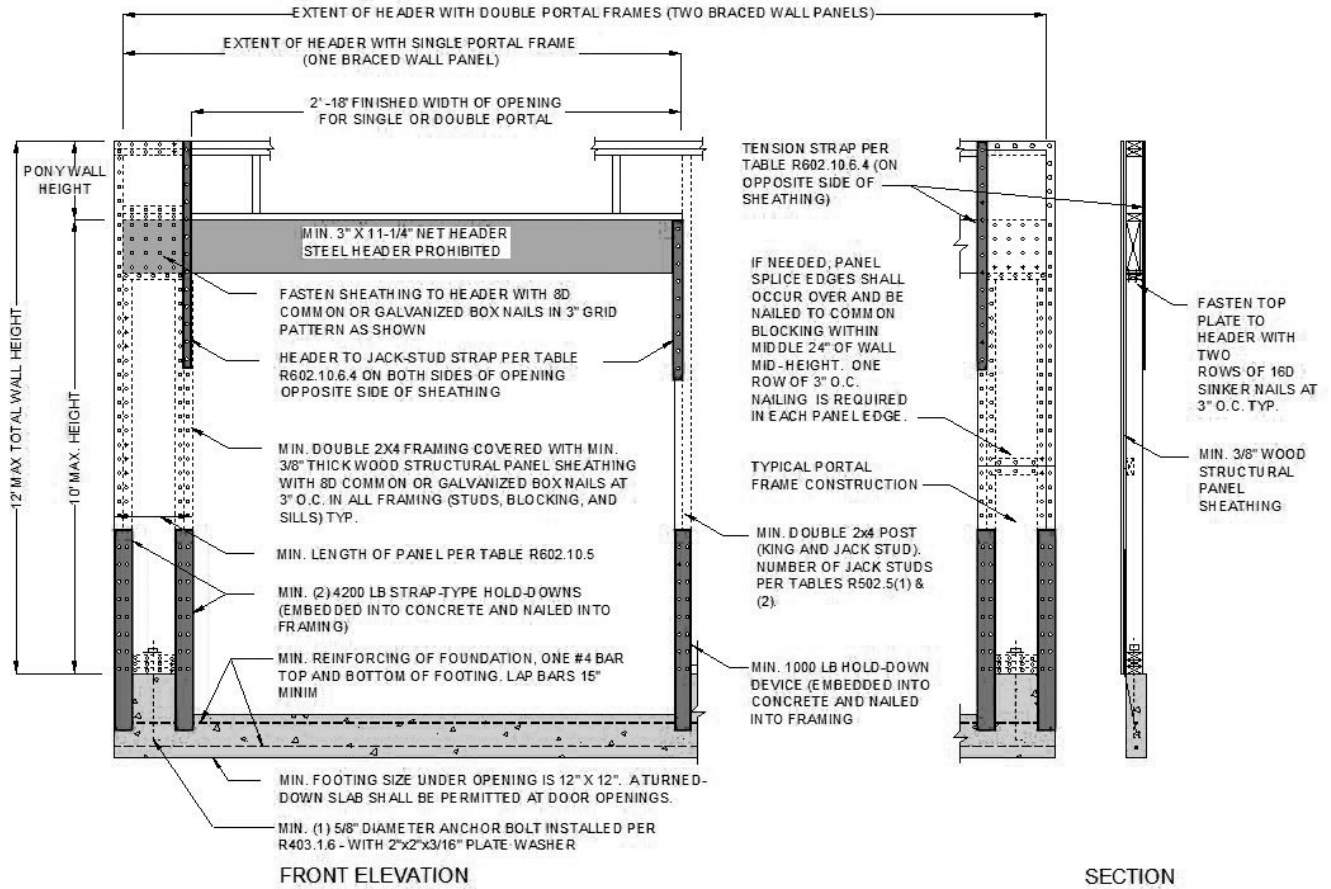 EXTENT OF HEADER WITH DOUBLE PORTAL FRAMES (TWO BRACED WALL PANELS)
EXTENT OF HEADER WITH SINGLE PORTAL FRAME
(ONE BRACED WALL PANEL)
2' -18' FINISHED WIDTH OF OPENING
FOR SINGLE OR DOUBLE PORTAL
PONY WALL
HEIGHT
12' MAX TOTAL WALL HEIGHT
10' MAX. HEIGHT
MIN. 3" X 11-1/4" NET HEADER
STEEL HEADER PROHIBITED
FASTEN SHEATHING TO HEADER WITH 8D
COMMON OR GALVANIZED BOX NAILS IN 3" GRID
PATTERN AS SHOWN
HEADER TO JACK-STUD STRAP PER TABLE
R602.10.6.4 ON BOTH SIDES OF OPENING
OPPOSITE SIDE OF SHEATHING
MIN. DOUBLE 2X4 FRAMING COVERED WITH MIN.
3/8" THICK WOOD STRUCTURAL PANEL SHEATHING
WITH 8D COMMON OR GALVANIZED BOX NAILS AT
3" O.C. IN ALL FRAMING (STUDS, BLOCKING, AND
SILLS) TYP.
MIN. LENGTH OF PANEL PER TABLE R602.10.5
MIN. (2) 4200 LB STRAP-TYPE HOLD-DOWNS
(EMBEDDED INTO CONCRETE AND NAILED INTO
FRAMING)
MIN. REINFORCING OF FOUNDATION, ONE #4 BAR
TOP AND BOTTOM OF FOOTING. LAP BARS 15"
MINIM
MIN. FOOTING SIZE UNDER OPENING IS 12" X 12". A TURNED-
DOWN SLAB SHALL BE PERMITTED AT DOOR OPENINGS.
MIN. (1) 5/8" DIAMETER ANCHOR BOLT INSTALLED PER
R403.1.6 - WITH 2"x2"x3/16" PLATE WASHER
TENSION STRAP PER
TABLE R602.10.6.4 (ON
OPPOSITE SIDE OF
SHEATHING)
IF NEEDED, PANEL
SPLICE EDGES SHALL
OCCUR OVER AND BE
NAILED TO COMMON
BLOCKING WITHIN
MIDDLE 24" OF WALL
MID-HEIGHT. ONE
ROW OF 3" O.C.
NAILING IS REQUIRED
IN EACH PANEL EDGE.
TYPICAL PORTAL
FRAME CONSTRUCTION
MIN. DOUBLE 2x4 POST
(KING AND JACK STUD).
NUMBER OF JACK STUDS
PER TABLES R502.5(1) &
(2).
MIN. 1000 LB HOLD-DOWN
DEVICE (EMBEDDED INTO
CONCRETE AND NAILED
INTO FRAMING
FASTEN TOP
PLATE TO
HEADER WITH
TWO
ROWS OF 16D
SINKER NAILS AT
3" O.C. TYP.
MIN. 3/8" WOOD
STRUCTURAL
PANEL
SHEATHING
FRONT ELEVATION
SECTION